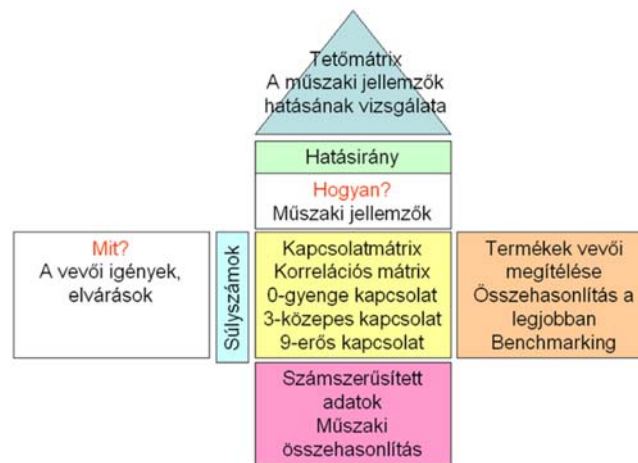 Tetőmátrix
A műszaki jellemzők
hatásának vizsgálata
Hatásirány
Hogyan?
Műszaki jellemzők
Mit?
A vevői igények,
elvárások
Súlyszámok
Kapcsolatmátrix
Korrelációs mátrix
0-gyenge kapcsolat
3-közepes kapcsolat
9-erős kapcsolat
Termékek vevői
megítélése
Összehasonlítás a
legjobban
Benchmarking
Számszerűsített
adatok
Műszaki
összehasonlítás